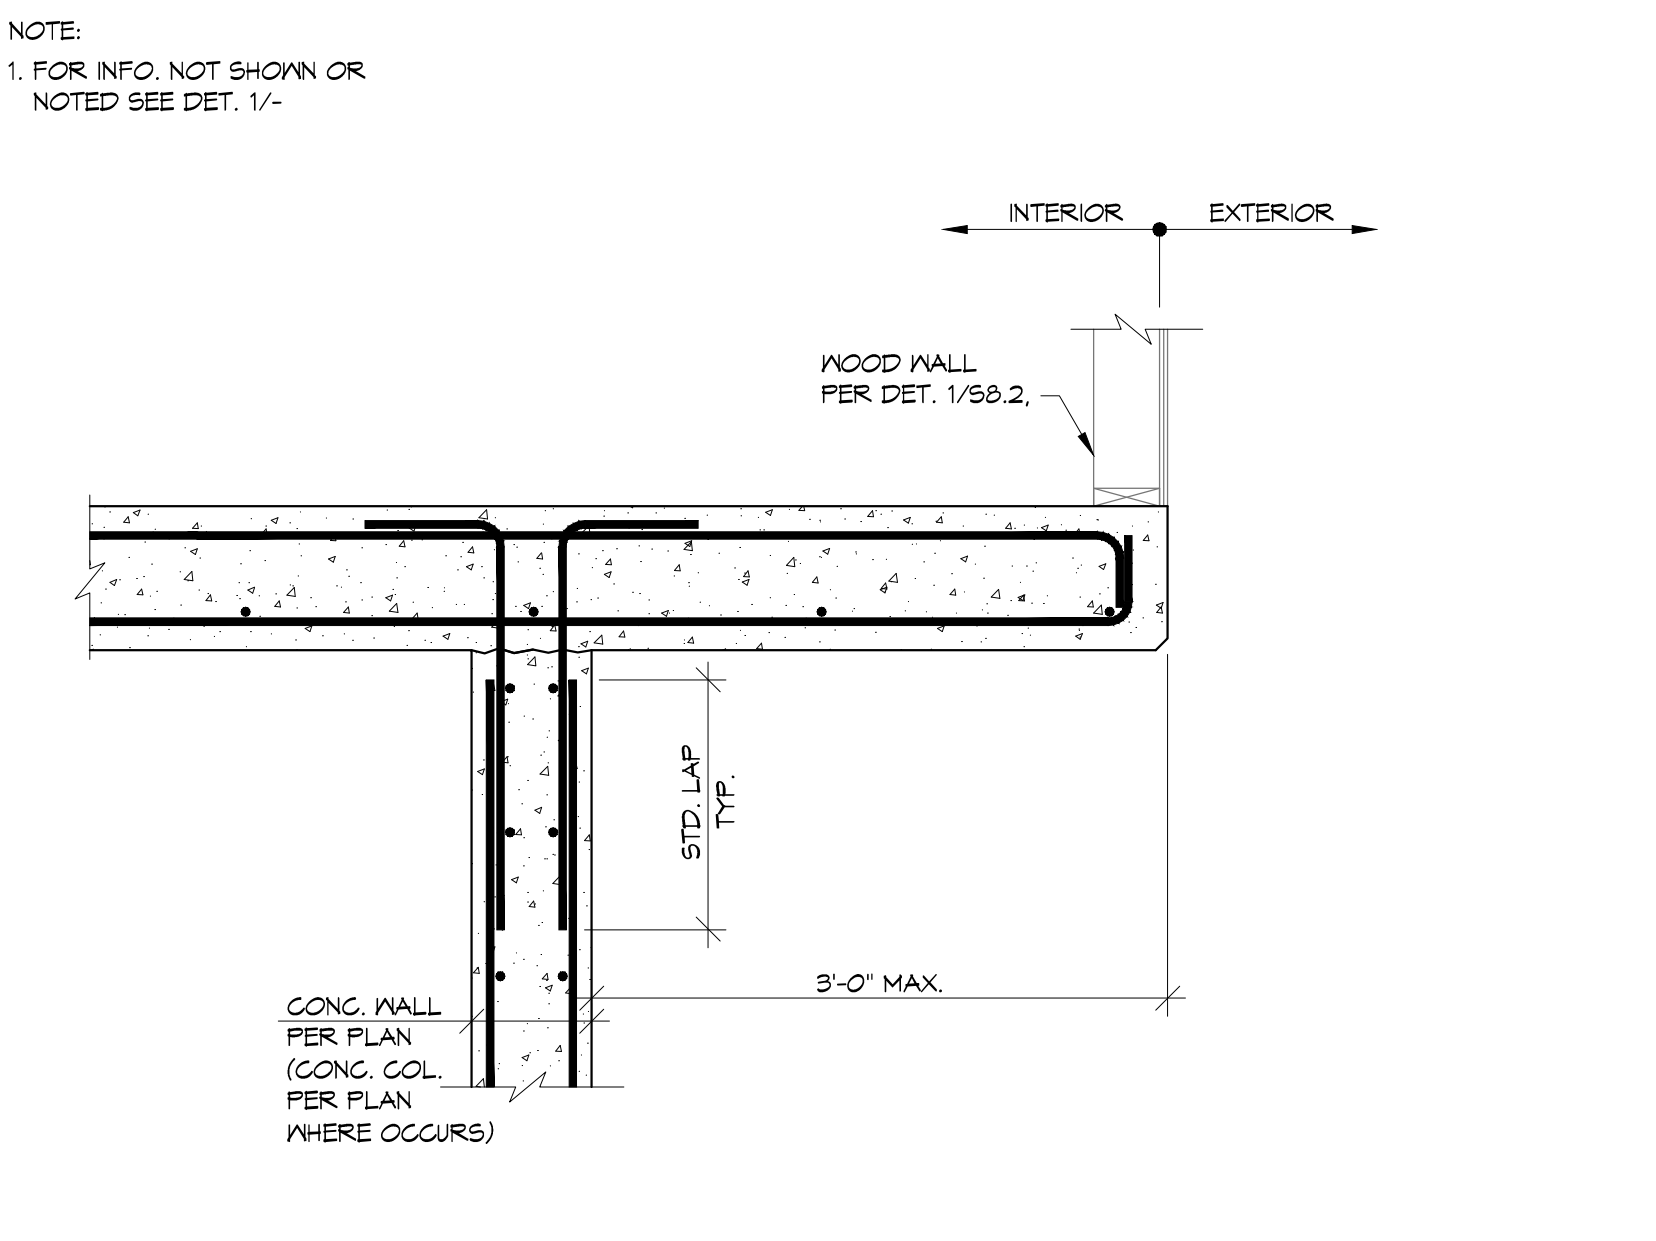 NOTE:
1. FOR INFO. NOT SHOWN OR
NOTED SEE DET. 1/-
INTERIOR
EXTERIOR
WOOD WALL
PER DET. 1/S8.2,
STD. LAP
TYP.
3'-0" MAX.
CONC. WALL
PER PLAN
(CONC. COL.
PER PLAN
WHERE OCCURS)